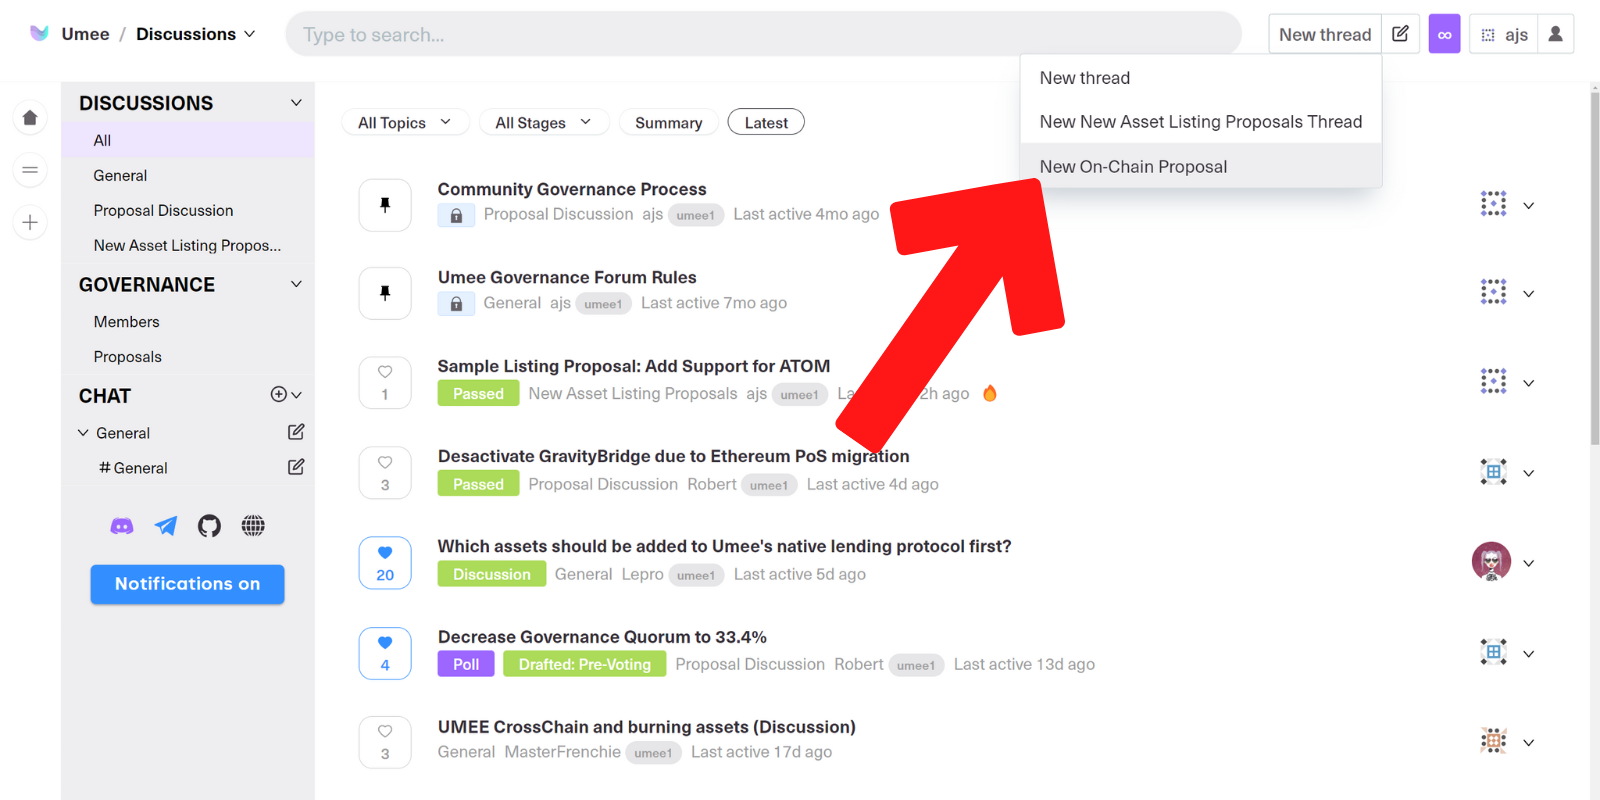 Umee / Discussions
Type to search...
New thread
∞
ajs
New thread
New New Asset Listing Proposals Thread
New On-Chain Proposal
DISCUSSIONS
All
General
Proposal Discussion
New Asset Listing Propos...
GOVERNANCE
Members
Proposals
CHAT
General
# General
Notifications on
All Topics
All Stages
Summary
Latest
Community Governance Process
Proposal Discussion ajs umee1 Last active 4mo ago
Umee Governance Forum Rules
General ajs umee1 Last active 7mo ago
Sample Listing Proposal: Add Support for ATOM
1
Passed New Asset Listing Proposals ajs umee1 2h ago
Desactivate GravityBridge due to Ethereum PoS migration
3
Passed Proposal Discussion Robert umee1 Last active 4d ago
Which assets should be added to Umee's native lending protocol first?
20
Discussion General Lepro umee1 Last active 5d ago
Decrease Governance Quorum to 33.4%
4
Poll Drafted: Pre-Voting Proposal Discussion Robert umee1 Last active 13d ago
UMEE CrossChain and burning assets (Discussion)
3
General MasterFrenchie umee1 Last active 17d ago